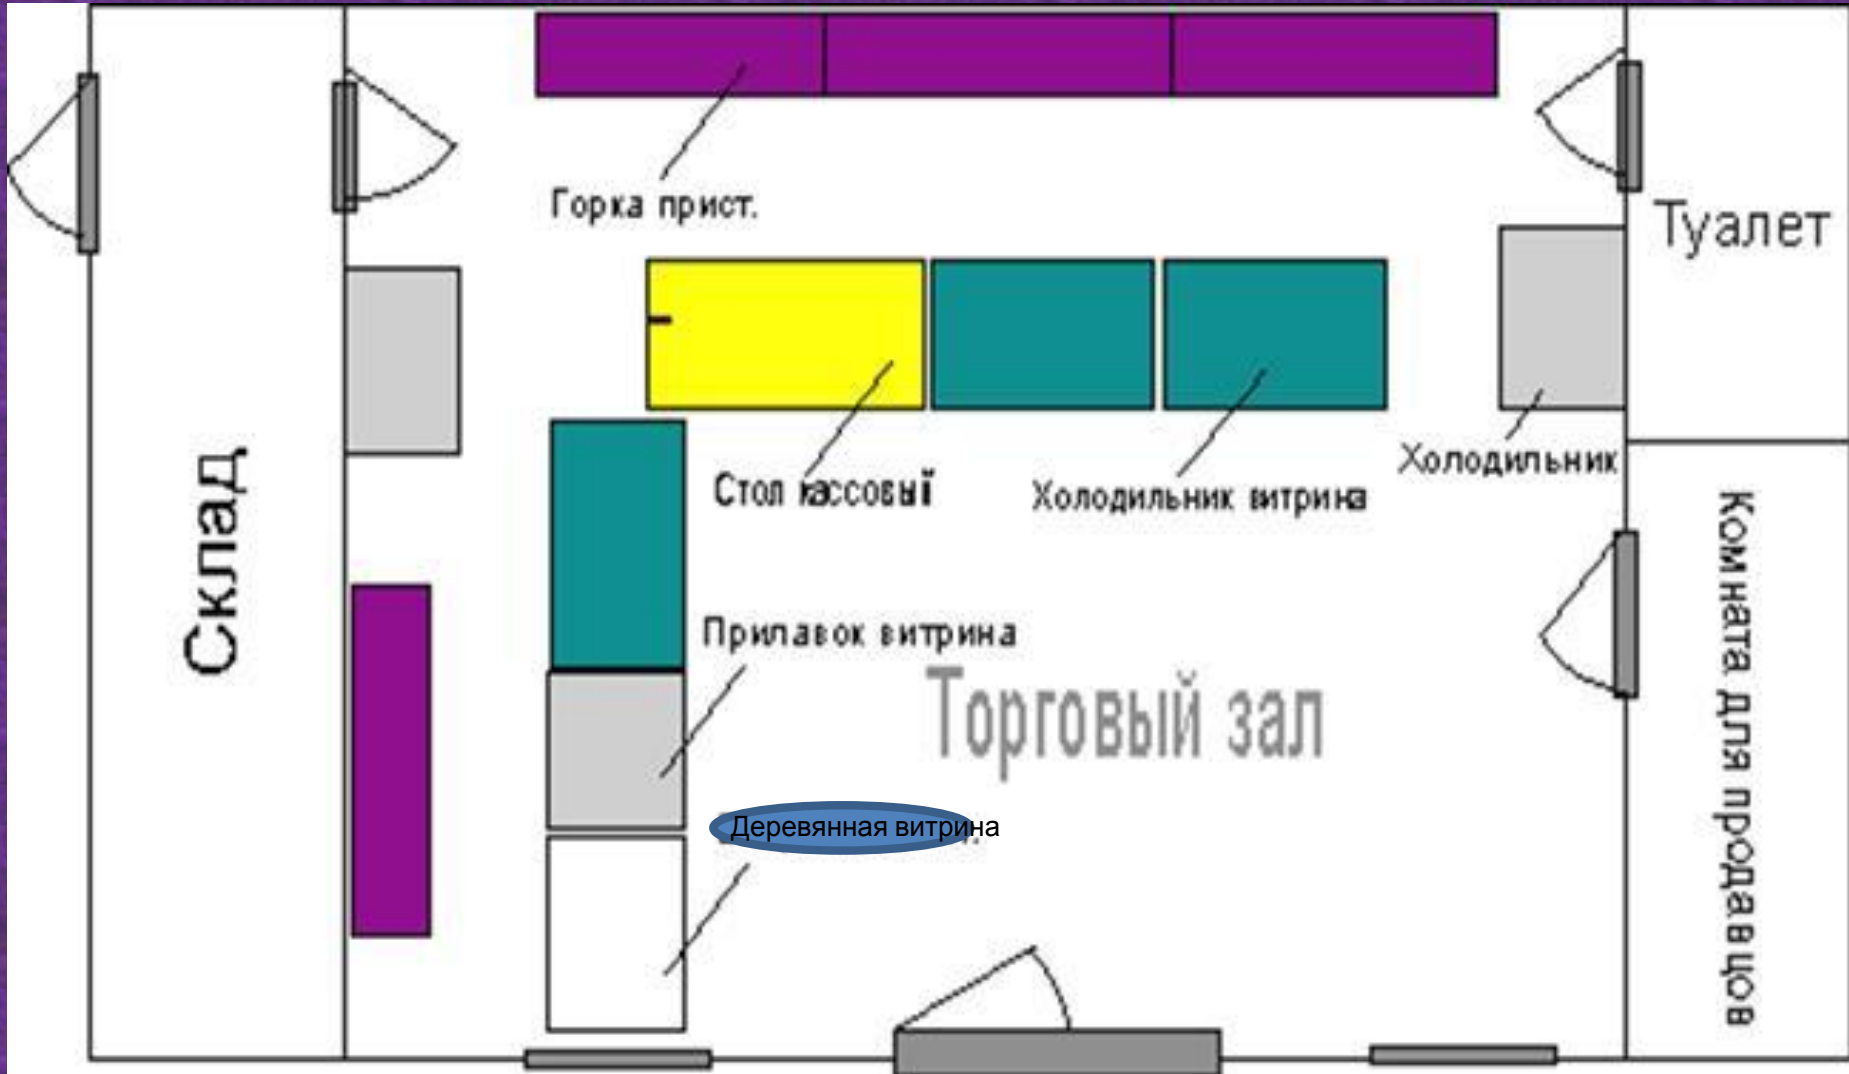 Горка прист.
Туалет
Холодильник
Стол кассовый
Холодильник витрина
Склад
Прилавок витрина
Торговый зал
Комната для продавцов
Деревянная витрина